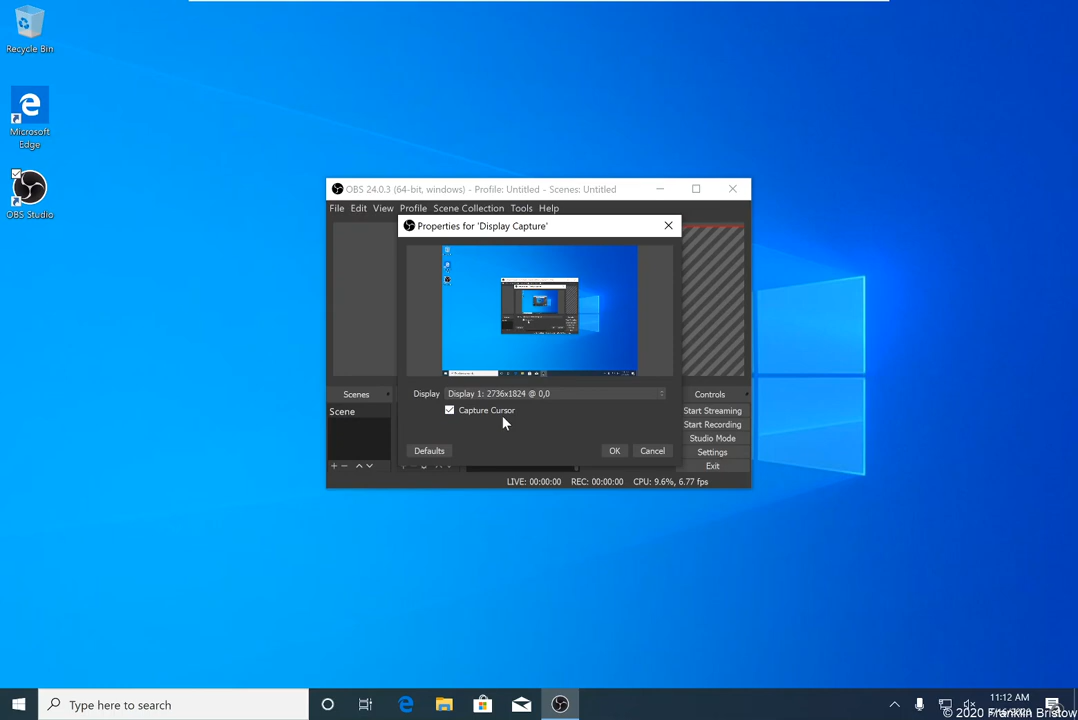 Recycle Bin
Microsoft
Edge
OBS Studio
OBS 24.0.3 (64-bit, windows) - Profile: Untitled - Scenes: Untitled
File Edit View Profile Scene Collection Tools Help
Properties for 'Display Capture'
Display Display 1: 2736x1824 @ 0,0
Capture Cursor
Defaults OK Cancel
Scenes
Scene
Controls
Start Streaming
Start Recording
Studio Mode
Settings
Exit
LIVE: 00:00:00 REC: 00:00:00 CPU: 9.6%, 6.77 fps
Type here to search
11:12 AM
© 2020 Franklin Bristow